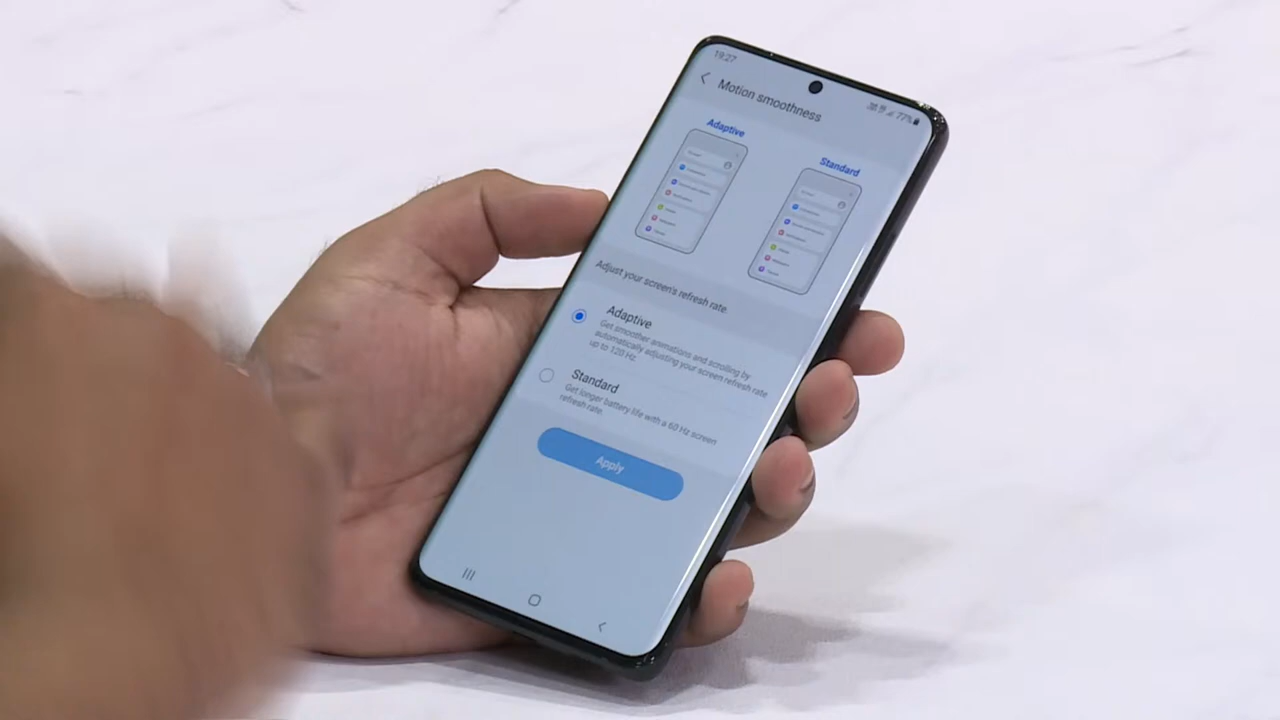 19:27
77%
Motion smoothness
Adaptive
Standard
Adjust your screen's refresh rate.
Adaptive
Get smoother animations and scrolling by
automatically adjusting your screen refresh rate
up to 120 Hz.
Standard
Get longer battery life with a 60 Hz screen
refresh rate.
Apply